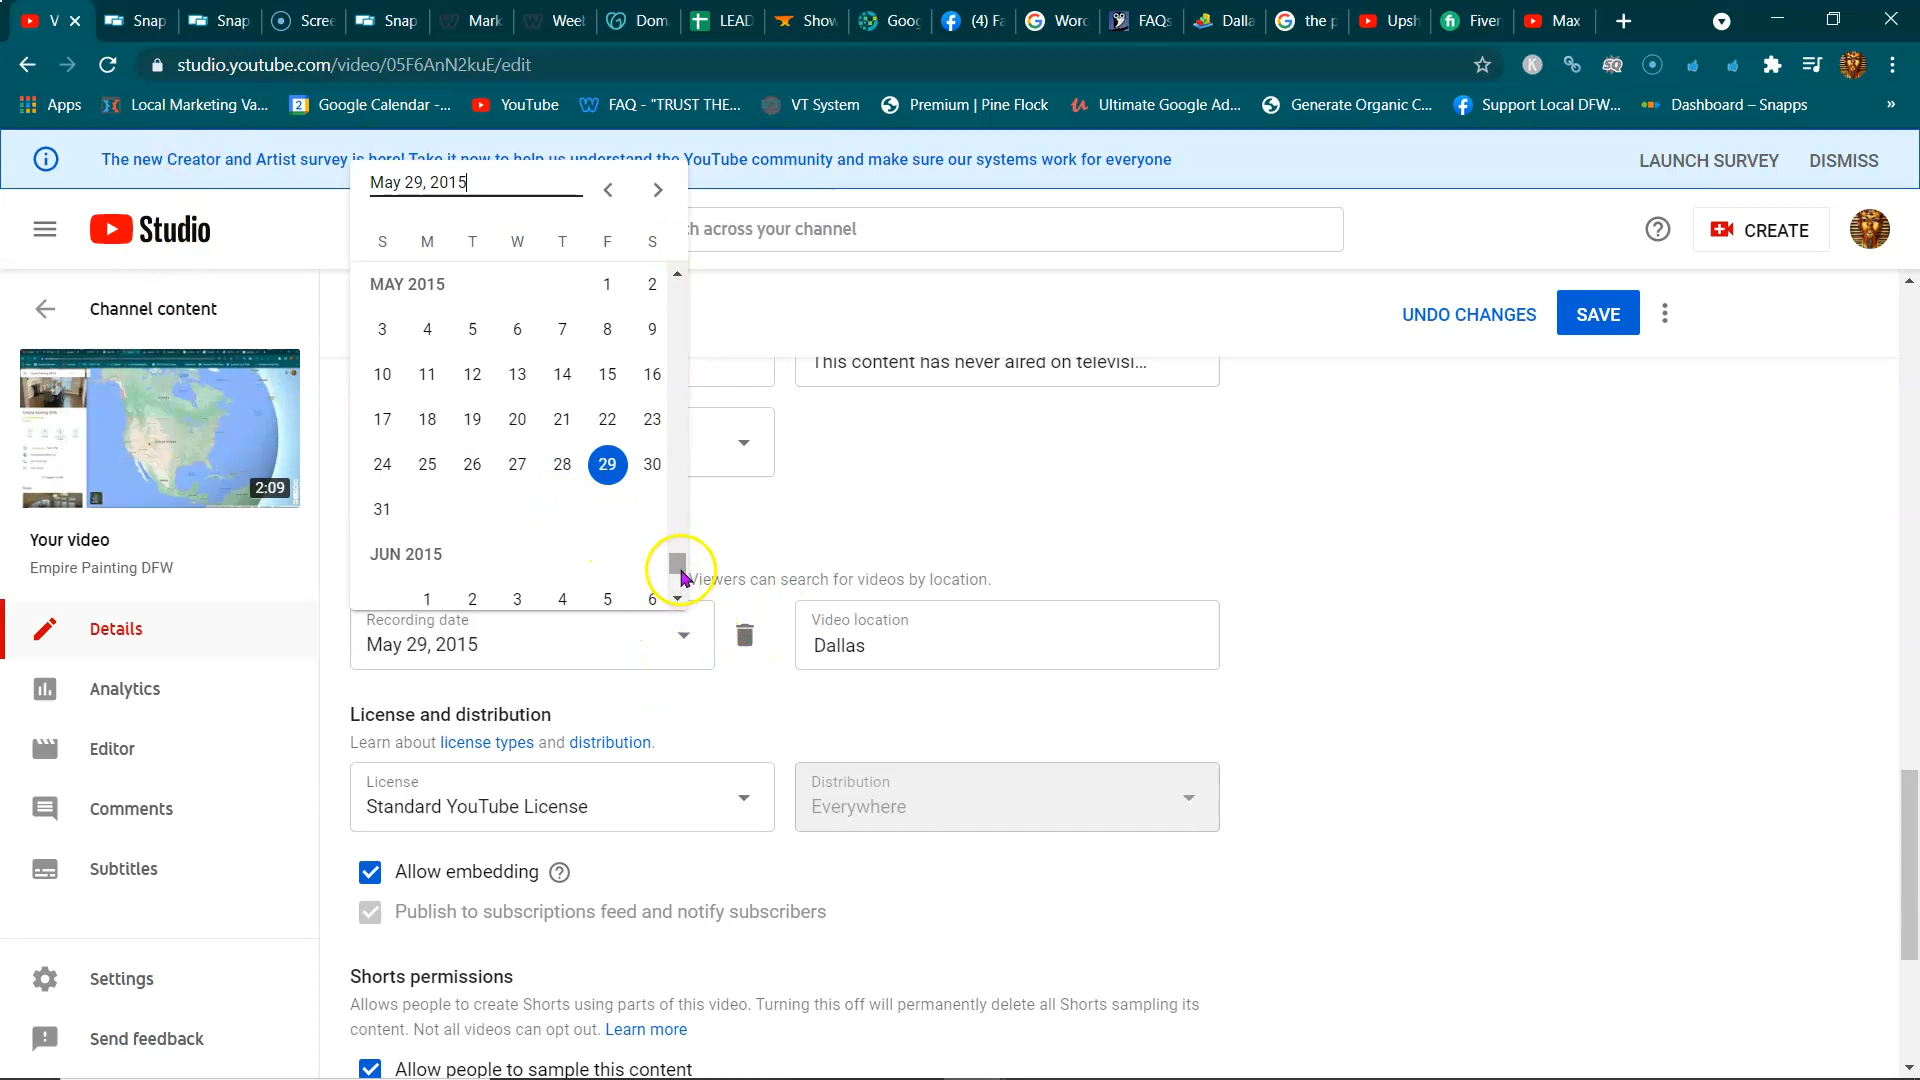 V Snap Snap Scree Snap Mark Weel Dom LEAD Show Goog (4) Fa Word FAQs Dalla the p Upsh Fiver Max
studio.youtube.com/video/05F6AnN2kuE/edit
Apps Local Marketing Va... Google Calendar -... YouTube FAQ - "TRUST THE... VT System Premium | Pine Flock Ultimate Google Ad... Generate Organic C... Support Local DFW... Dashboard – Snapps »
The new Creator and Artist survey is here! Take it now to help us understand the YouTube community and make sure our systems work for everyone LAUNCH SURVEY DISMISS
May 29, 2015
Studio
ch across your channel
CREATE
S M T W T F S
MAY 2015 1 2
3 4 5 6 7 8 9
10 11 12 13 14 15 16
17 18 19 20 21 22 23
24 25 26 27 28 29 30
31
JUN 2015
1 2 3 4 5 6
Channel content
UNDO CHANGES SAVE
This content has never aired on televisi...
2:09
Your video
Empire Painting DFW
Viewers can search for videos by location.
Recording date
May 29, 2015
Video location
Dallas
Details
Analytics
Editor
Comments
Subtitles
Settings
Send feedback
License and distribution
Learn about license types and distribution.
License
Standard YouTube License
Distribution
Everywhere
Allow embedding
Publish to subscriptions feed and notify subscribers
Shorts permissions
Allows people to create Shorts using parts of this video. Turning this off will permanently delete all Shorts sampling its
content. Not all videos can opt out. Learn more
Allow people to sample this content